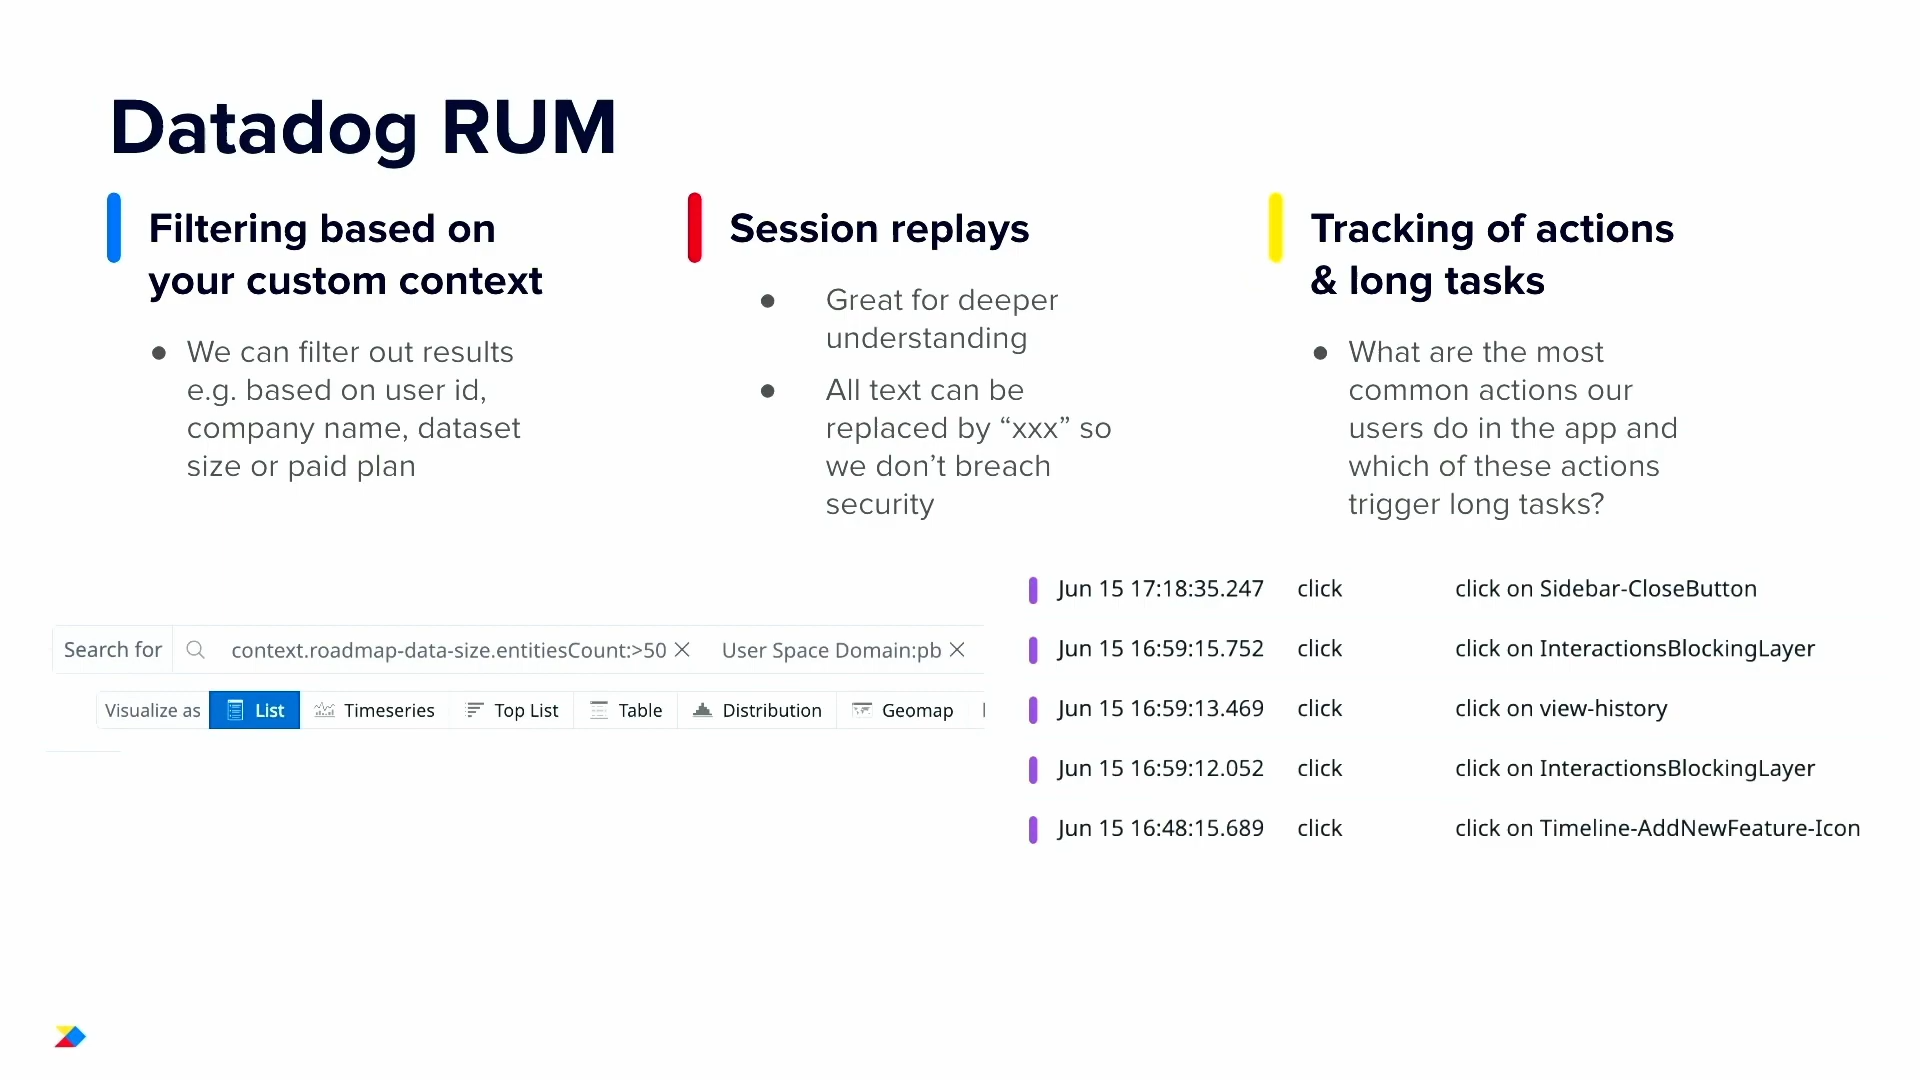 Datadog RUM
Filtering based on
your custom context
● We can filter out results
e.g. based on user id,
company name, dataset
size or paid plan
Session replays
● Great for deeper
understanding
● All text can be
replaced by “xxx” so
we don’t breach
security
Tracking of actions
& long tasks
● What are the most
common actions our
users do in the app and
which of these actions
trigger long tasks?
Search for context.roadmap-data-size.entitiesCount:>50 User Space Domain:pb
Visualize as List Timeseries Top List Table Distribution Geomap
Jun 15 17:18:35.247 click click on Sidebar-CloseButton
Jun 15 16:59:15.752 click click on InteractionsBlockingLayer
Jun 15 16:59:13.469 click click on view-history
Jun 15 16:59:12.052 click click on InteractionsBlockingLayer
Jun 15 16:48:15.689 click click on Timeline-AddNewFeature-Icon